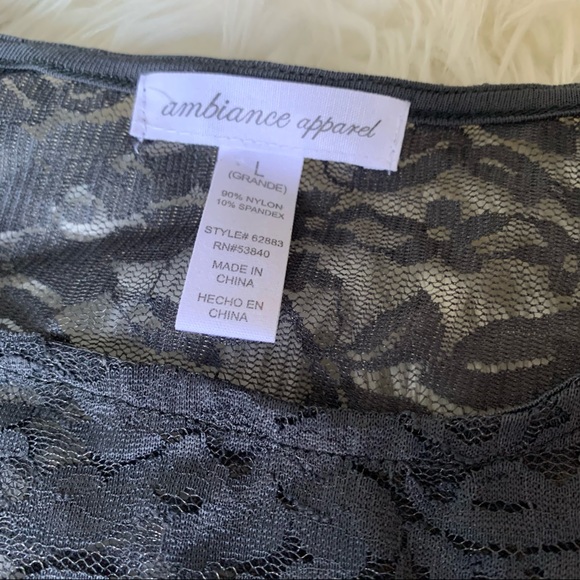 ambiance apparel
L
(GRANDE)
90% NYLON
10% SPANDEX
STYLE# 62883
RN#53840
MADE IN
CHINA
HECHO EN
CHINA